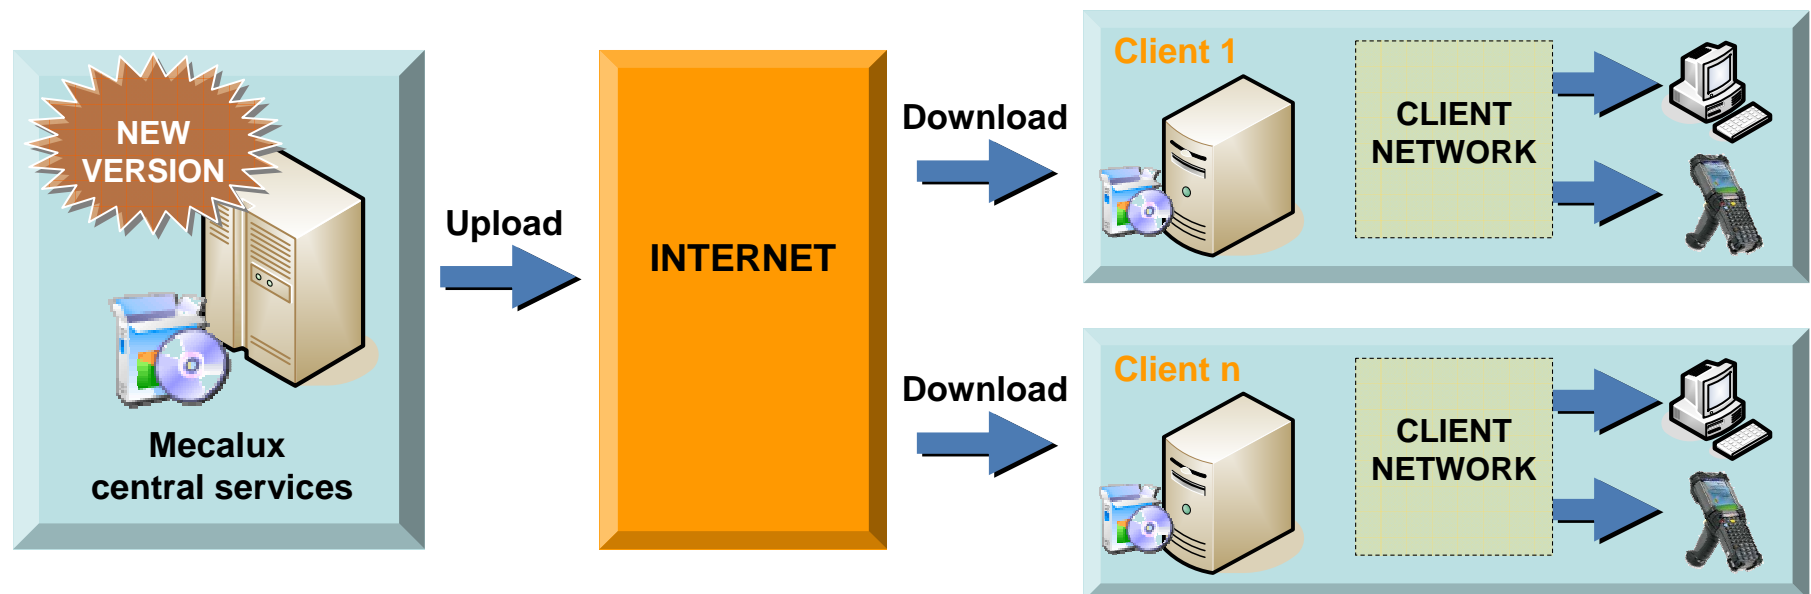 NEW
VERSION
Mecalux
central services
Upload
INTERNET
Download
Client 1
CLIENT
NETWORK
Download
Client n
CLIENT
NETWORK